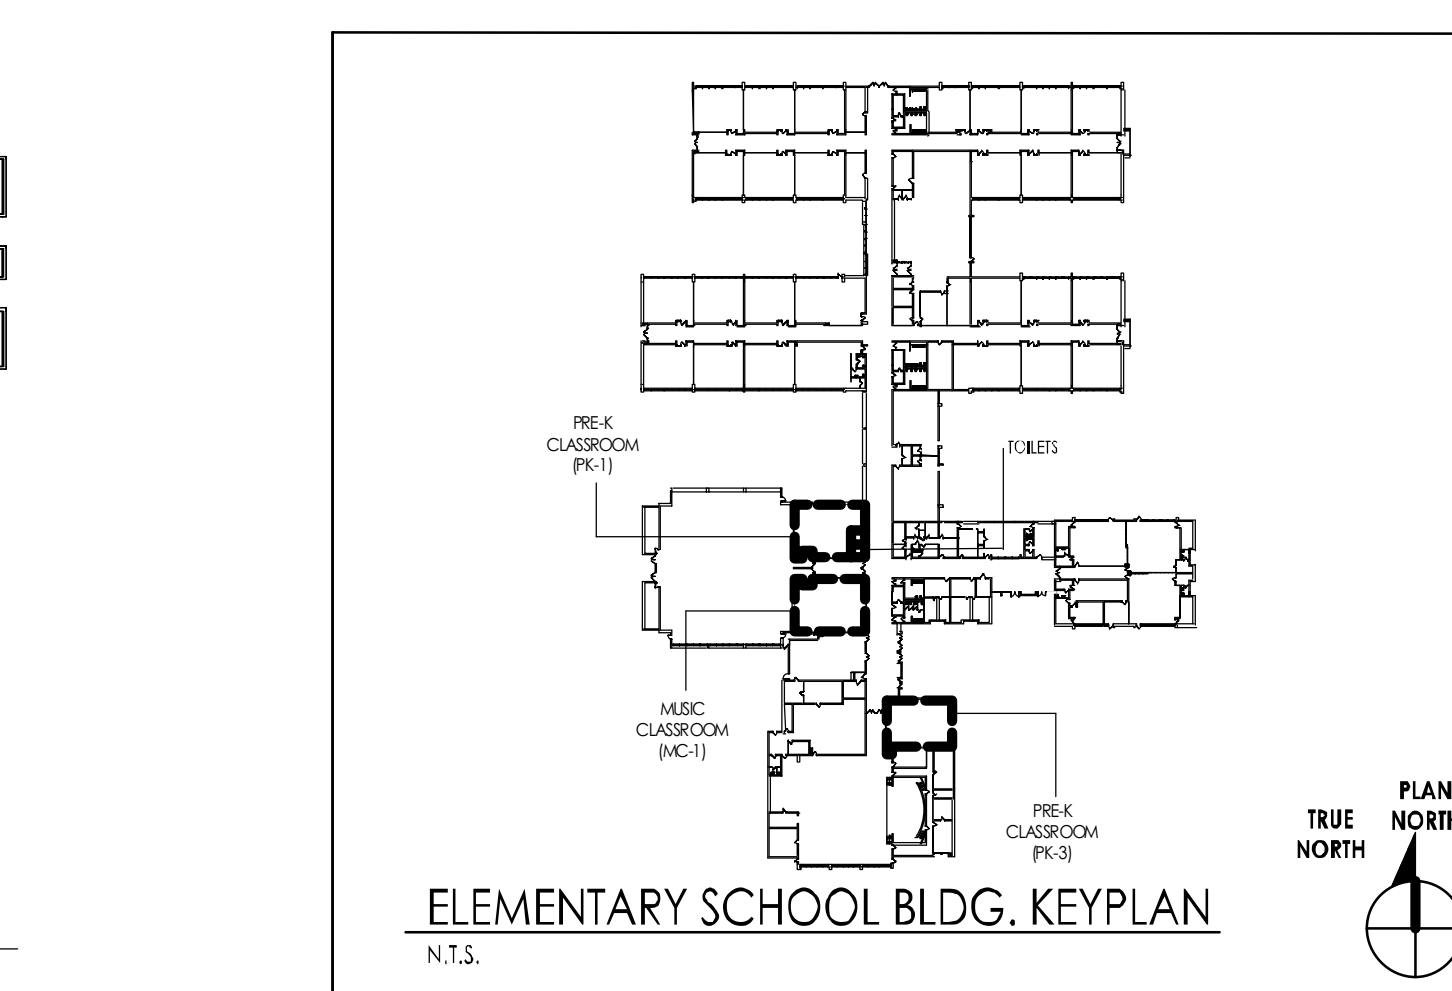 PRE-K
CLASSROOM
(PK-1)
TOILETS
MUSIC
CLASSROOM
(MC-1)
PRE-K
CLASSROOM
(PK-3)
TRUE
NORTH
PLAN
NORTH
ELEMENTARY SCHOOL BLDG. KEYPLAN
N.T.S.